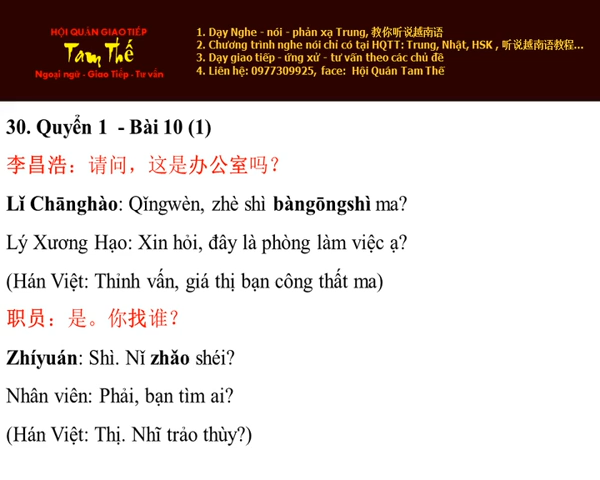 HỘI QUÁN GIAO TIẾP
Tam Thế
Ngoại ngữ - Giao Tiếp - Tư vấn
1. Dạy Nghe - nói - phản xạ Trung, 教你听说越南语
2. Chương trình nghe nói chỉ có tại HQTT: Trung, Nhật, HSK , 听说越南语教程...
3. Dạy giao tiếp - ứng xử - tư vấn theo các chủ đề
4. Liên hệ: 0977309925, face: Hội Quán Tam Thế
30. Quyển 1 - Bài 10 (1)
李昌浩：请问，这是办公室吗？
Lǐ Chānghào: Qǐngwèn, zhè shì bàngōngshì ma?
Lý Xương Hạo: Xin hỏi, đây là phòng làm việc ạ?
(Hán Việt: Thỉnh vấn, giá thị bạn công thất ma)
职员：是。你找谁？
Zhíyuán: Shì. Nǐ zhǎo shéi?
Nhân viên: Phải, bạn tìm ai?
(Hán Việt: Thị. Nhĩ trảo thùy?)